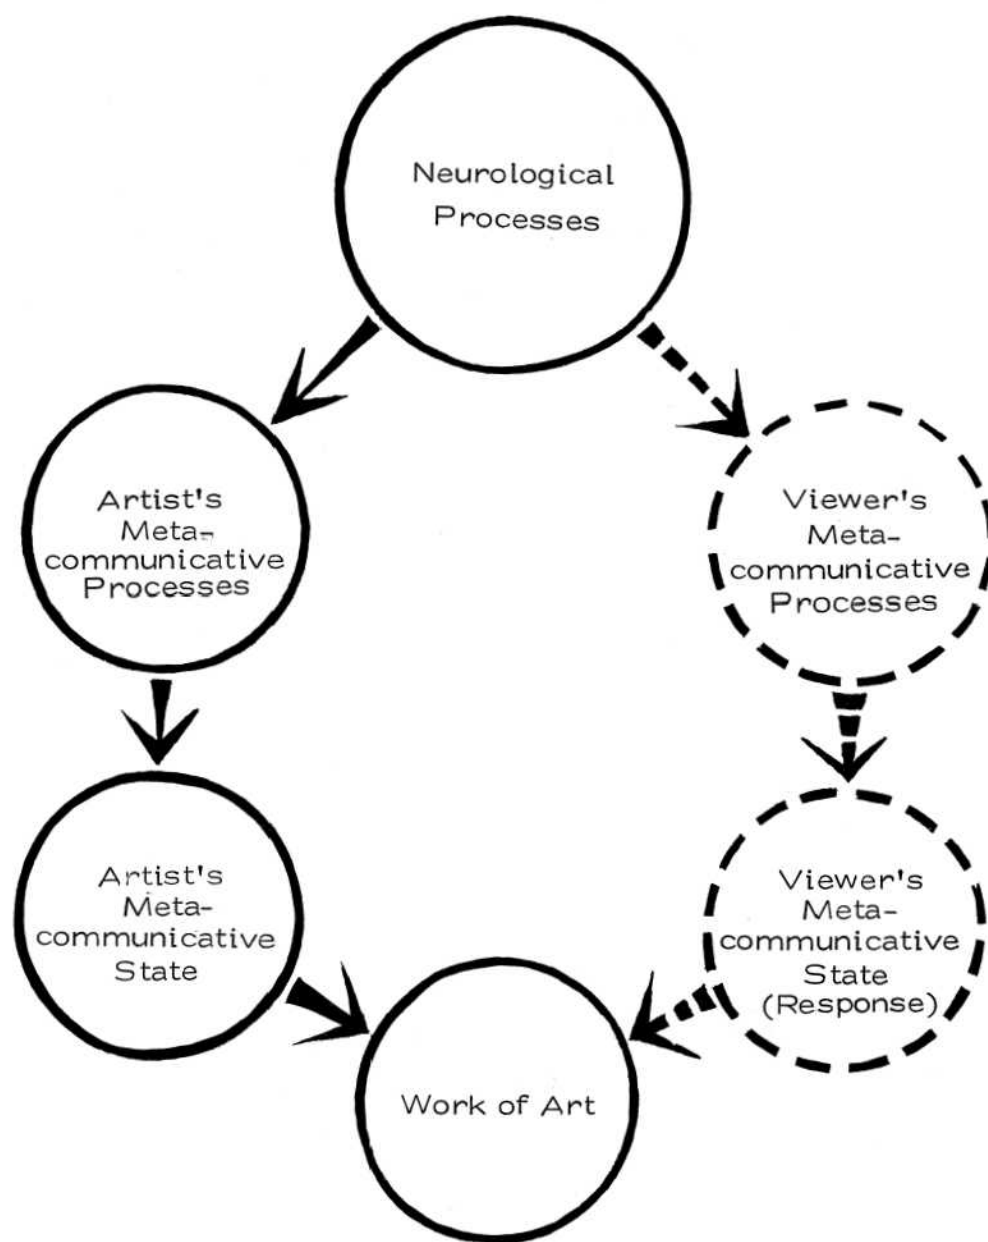 Neurological
Processes
Artist's
Meta-
communicative
Processes
Viewer's
Meta-
communicative
Processes
Artist's
Meta-
communicative
State
Viewer's
Meta-
communicative
State
(Response)
Work of Art